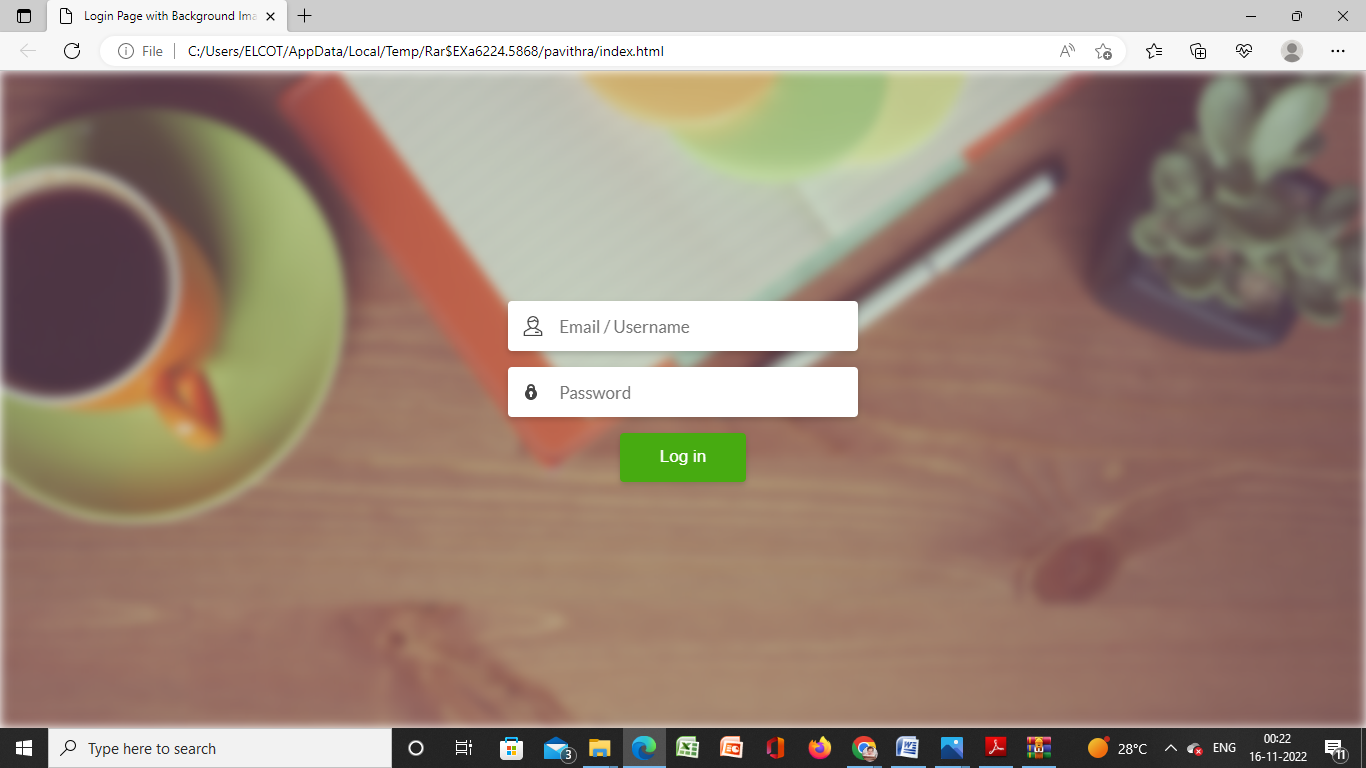 Login Page with Background Ima
File
C:/Users/ELCOT/AppData/Local/Temp/Rar$EXa6224.5868/pavithra/index.html
Email / Username
Password
Log in
Type here to search
3
28°C
ENG
00:22
16-11-2022
11